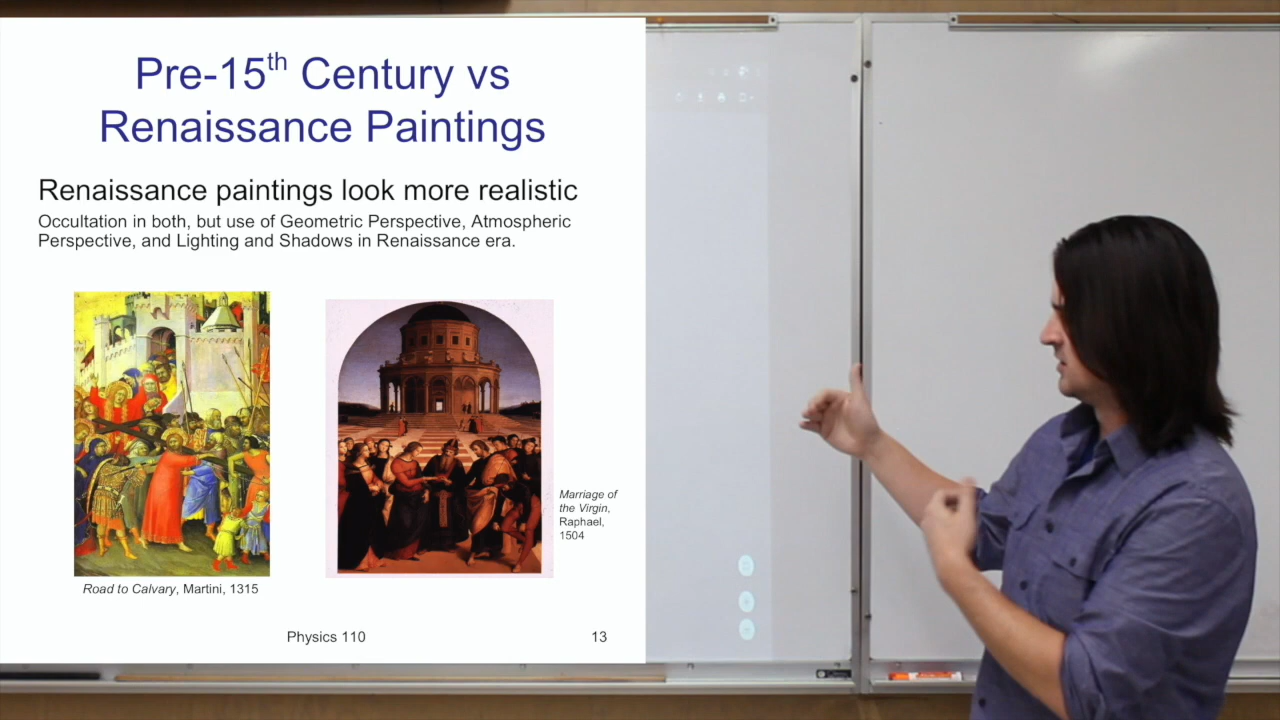 Pre-15th Century vs
Renaissance Paintings
Renaissance paintings look more realistic
Occultation in both, but use of Geometric Perspective, Atmospheric
Perspective, and Lighting and Shadows in Renaissance era.
Marriage of
the Virgin,
Raphael,
1504
Road to Calvary, Martini, 1315
Physics 110
13